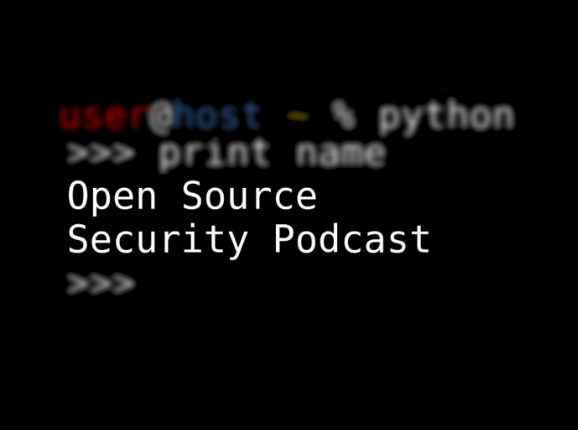 user@host ~ % python
>>> print name
Open Source
Security Podcast
>>>